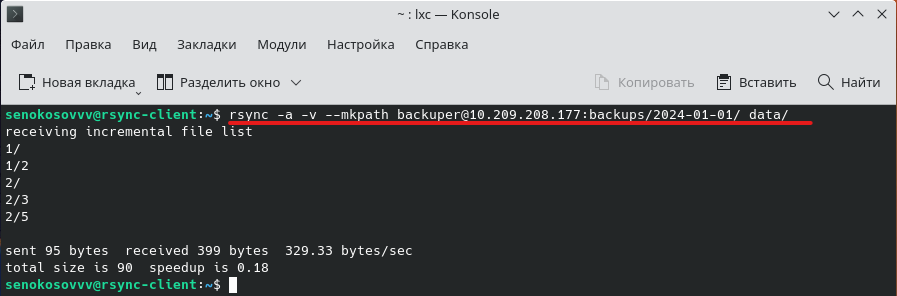 ~ : lxc — Konsole
Файл Правка Вид Закладки Модули Настройка Справка
Новая вкладка Разделить окно Копировать Вставить Найти
senokosovvv@rsync-client:~$ rsync -a -v --mkpath backuper@10.209.208.177:backups/2024-01-01/ data/
receiving incremental file list
1/
1/2
2/
2/3
2/5
sent 95 bytes  received 399 bytes  329.33 bytes/sec
total size is 90  speedup is 0.18
senokosovvv@rsync-client:~$